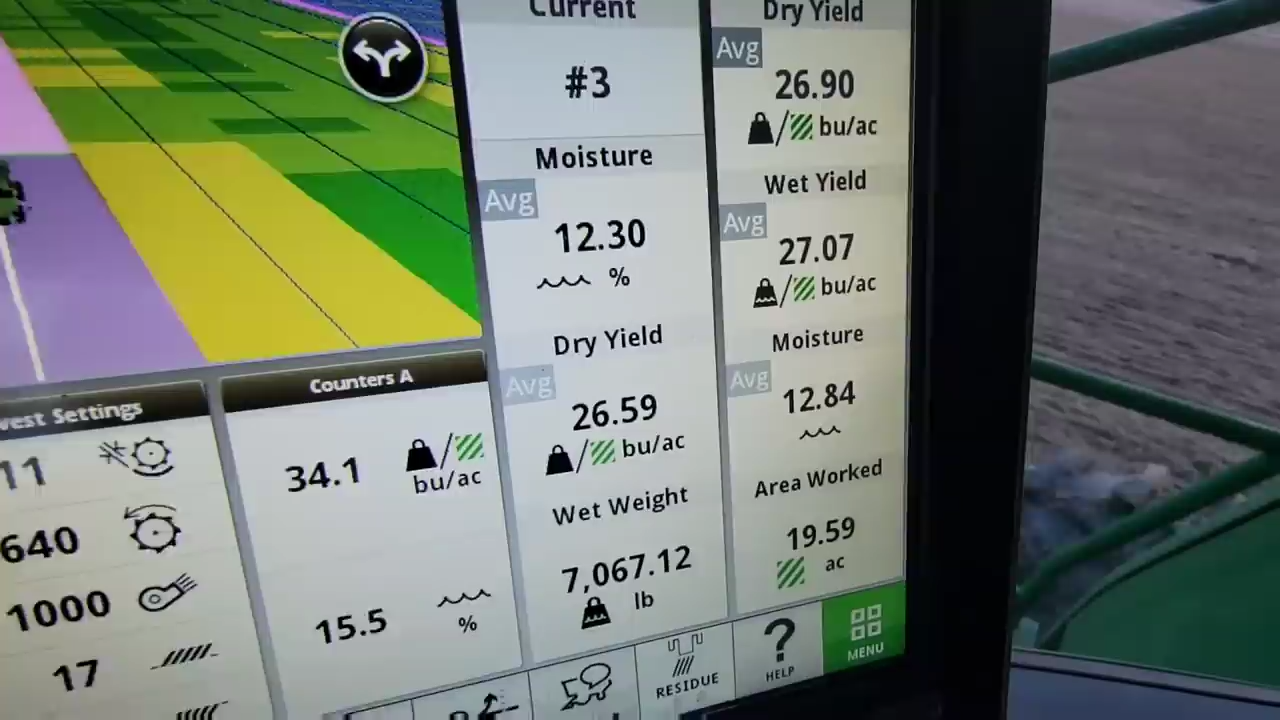 Current
#3
Moisture
Avg
12.30
%
Dry Yield
Avg
26.59
/ bu/ac
Wet Weight
7,067.12
lb
Dry Yield
Avg
26.90
/ bu/ac
Wet Yield
Avg
27.07
/ bu/ac
Moisture
Avg
12.84
Area Worked
19.59
ac
vest Settings
11
640
1000
17
Counters A
34.1
/
bu/ac
15.5
%
RESIDUE
? HELP
MENU